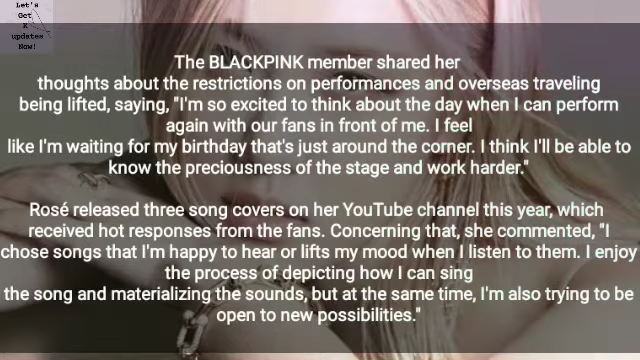 Let's
Get
K
updates
Now!
The BLACKPINK member shared her
thoughts about the restrictions on performances and overseas traveling
being lifted, saying, "I'm so excited to think about the day when I can perform
again with our fans in front of me. I feel
like I'm waiting for my birthday that's just around the corner. I think I'll be able to
know the preciousness of the stage and work harder."
Rosé released three song covers on her YouTube channel this year, which
received hot responses from the fans. Concerning that, she commented, "I
chose songs that I'm happy to hear or lifts my mood when I listen to them. I enjoy
the process of depicting how I can sing
the song and materializing the sounds, but at the same time, I'm also trying to be
open to new possibilities."